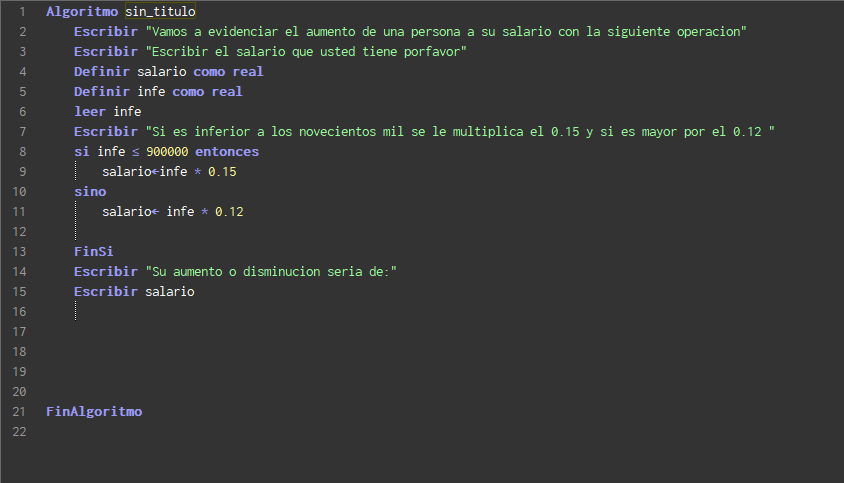 1 Algoritmo sin_titulo
2 Escribir "Vamos a evidenciar el aumento de una persona a su salario con la siguiente operacion"
3 Escribir "Escribir el salario que usted tiene porfavor"
4 Definir salario como real
5 Definir infe como real
6 leer infe
7 Escribir "Si es inferior a los novecientos mil se le multiplica el 0.15 y si es mayor por el 0.12 "
8 si infe ≤ 900000 entonces
9 salario←infe * 0.15
10 sino
11 salario← infe * 0.12
12
13 FinSi
14 Escribir "Su aumento o disminucion seria de:"
15 Escribir salario
16
17
18
19
20
21 FinAlgoritmo
22